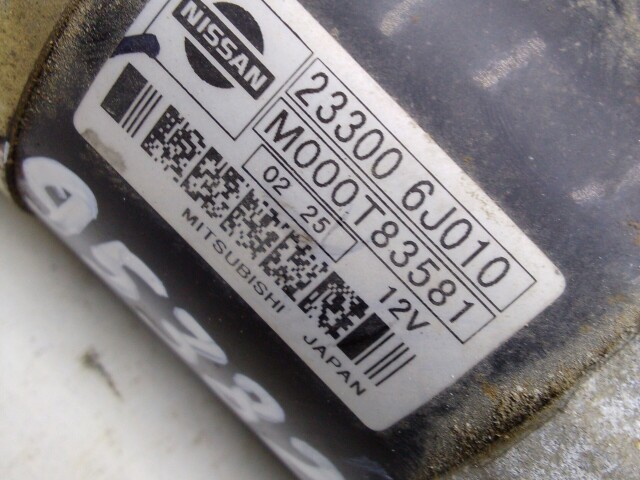 NISSAN
23300 6J010
M000T83581
02 25 12V
MITSUBISHI JAPAN